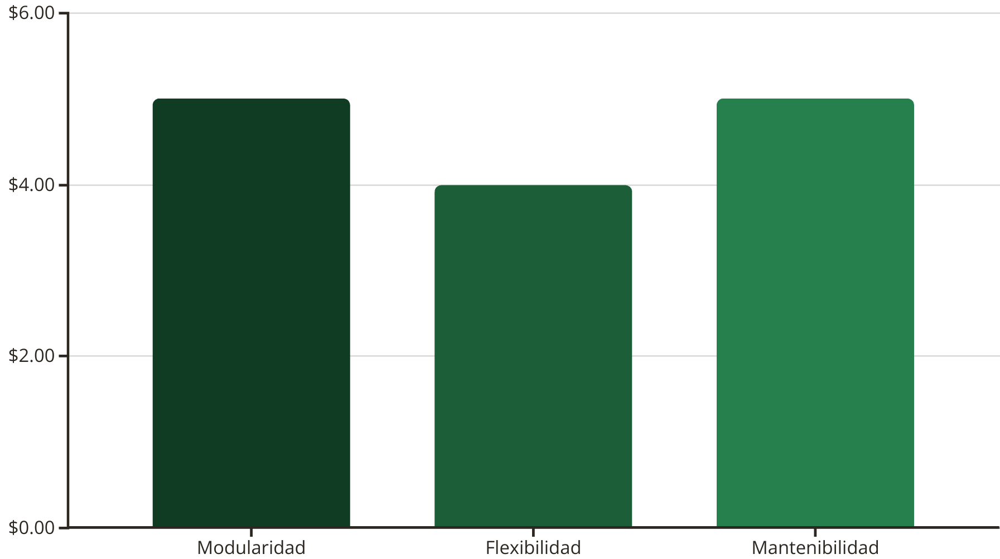 $6.00
$4.00
$2.00
$0.00
Modularidad
Flexibilidad
Mantenibilidad